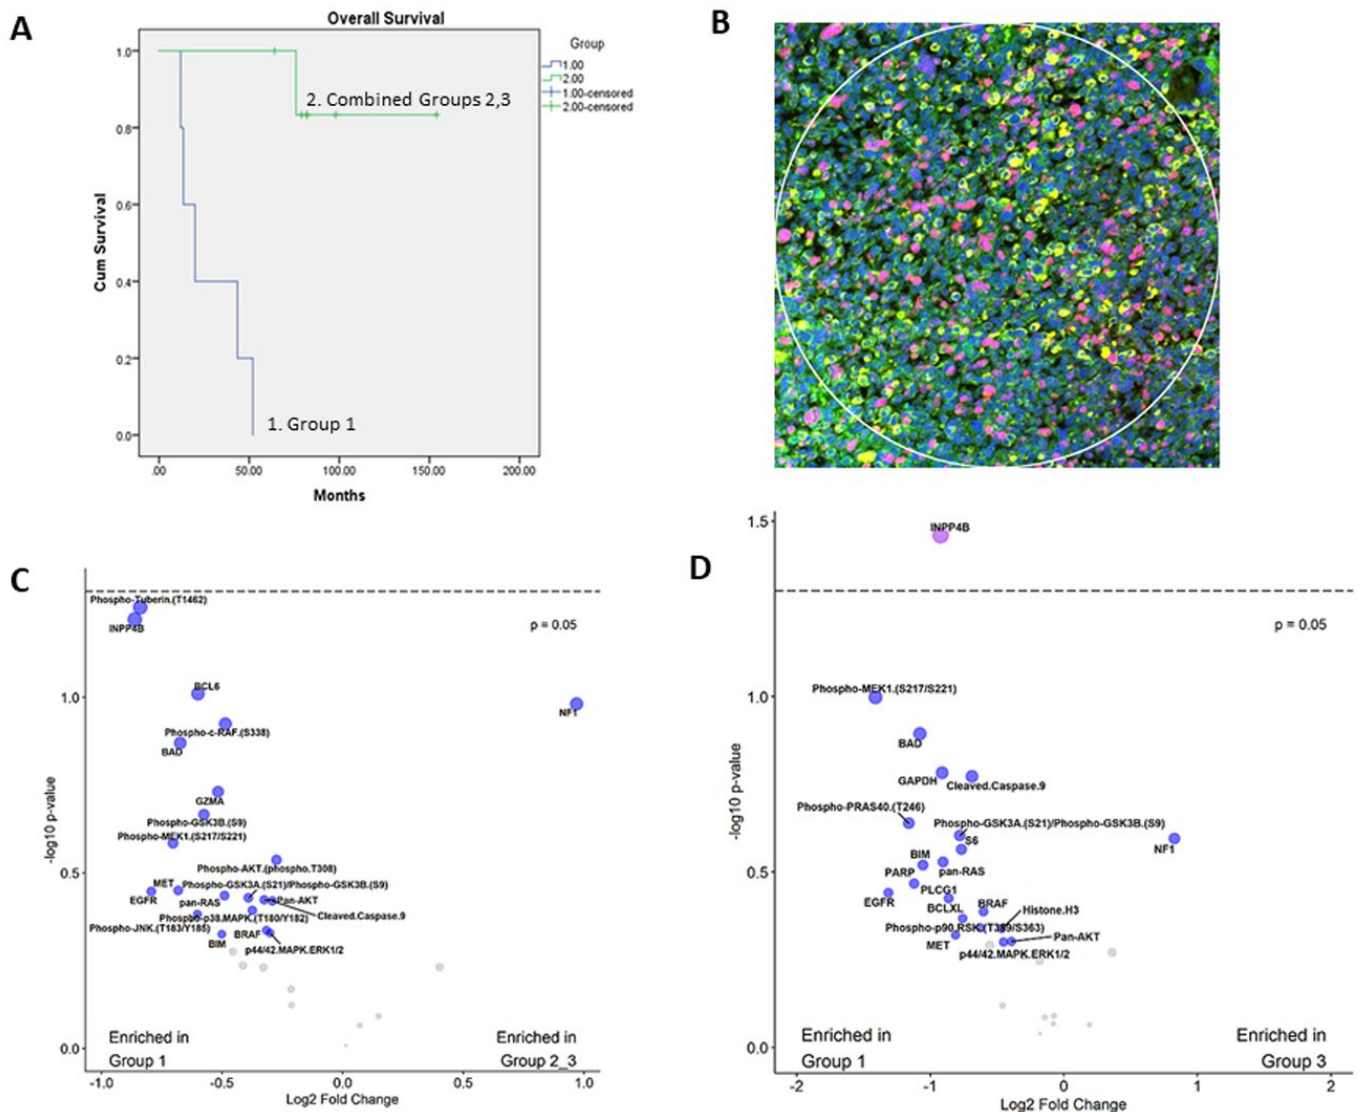 A
Overall Survival
Group
1.00
2.00
1.00-censored
2.00-censored
1.0
0.8
0.6
0.4
0.2
0.0
Cum Survival
2. Combined Groups 2,3
1. Group 1
.00
50.00
100.00
150.00
200.00
Months
B
C
Phospho-Tuberin.(T1462)
INPP4B
p = 0.05
BCL6
NF1
Phospho-c-RAF.(S338)
BAD
GZMA
Phospho-GSK3B.(S9)
Phospho-MEK1.(S217/S221)
Phospho-AKT.(phospho.T308)
MET
Phospho-GSK3A.(S21)/Phospho-GSK3B.(S9)
EGFR
pan-RAS
Pan-AKT
Phospho-p38.MAPK.(T180/Y182)
Cleaved.Caspase.9
Phospho-JNK.(T183/Y185)
BIM
BRAF
p44/42.MAPK.ERK1/2
1.0
0.5
0.0
-log10 p-value
Enriched in
Group 1
Enriched in
Group 2_3
-1.0
-0.5
0.0
0.5
1.0
Log2 Fold Change
D
INPP4B
p = 0.05
Phospho-MEK1.(S217/S221)
BAD
GAPDH
Cleaved.Caspase.9
Phospho-PRAS40.(T246)
Phospho-GSK3A.(S21)/Phospho-GSK3B.(S9)
S6
NF1
BIM
pan-RAS
PARP
PLCG1
EGFR
BCLXL
BRAF
Histone.H3
Phospho-p90.RSK.(T359/S363)
MET
Pan-AKT
p44/42.MAPK.ERK1/2
1.5
1.0
0.5
0.0
-log10 p-value
Enriched in
Group 1
Enriched in
Group 3
-2
-1
0
1
2
Log2 Fold Change